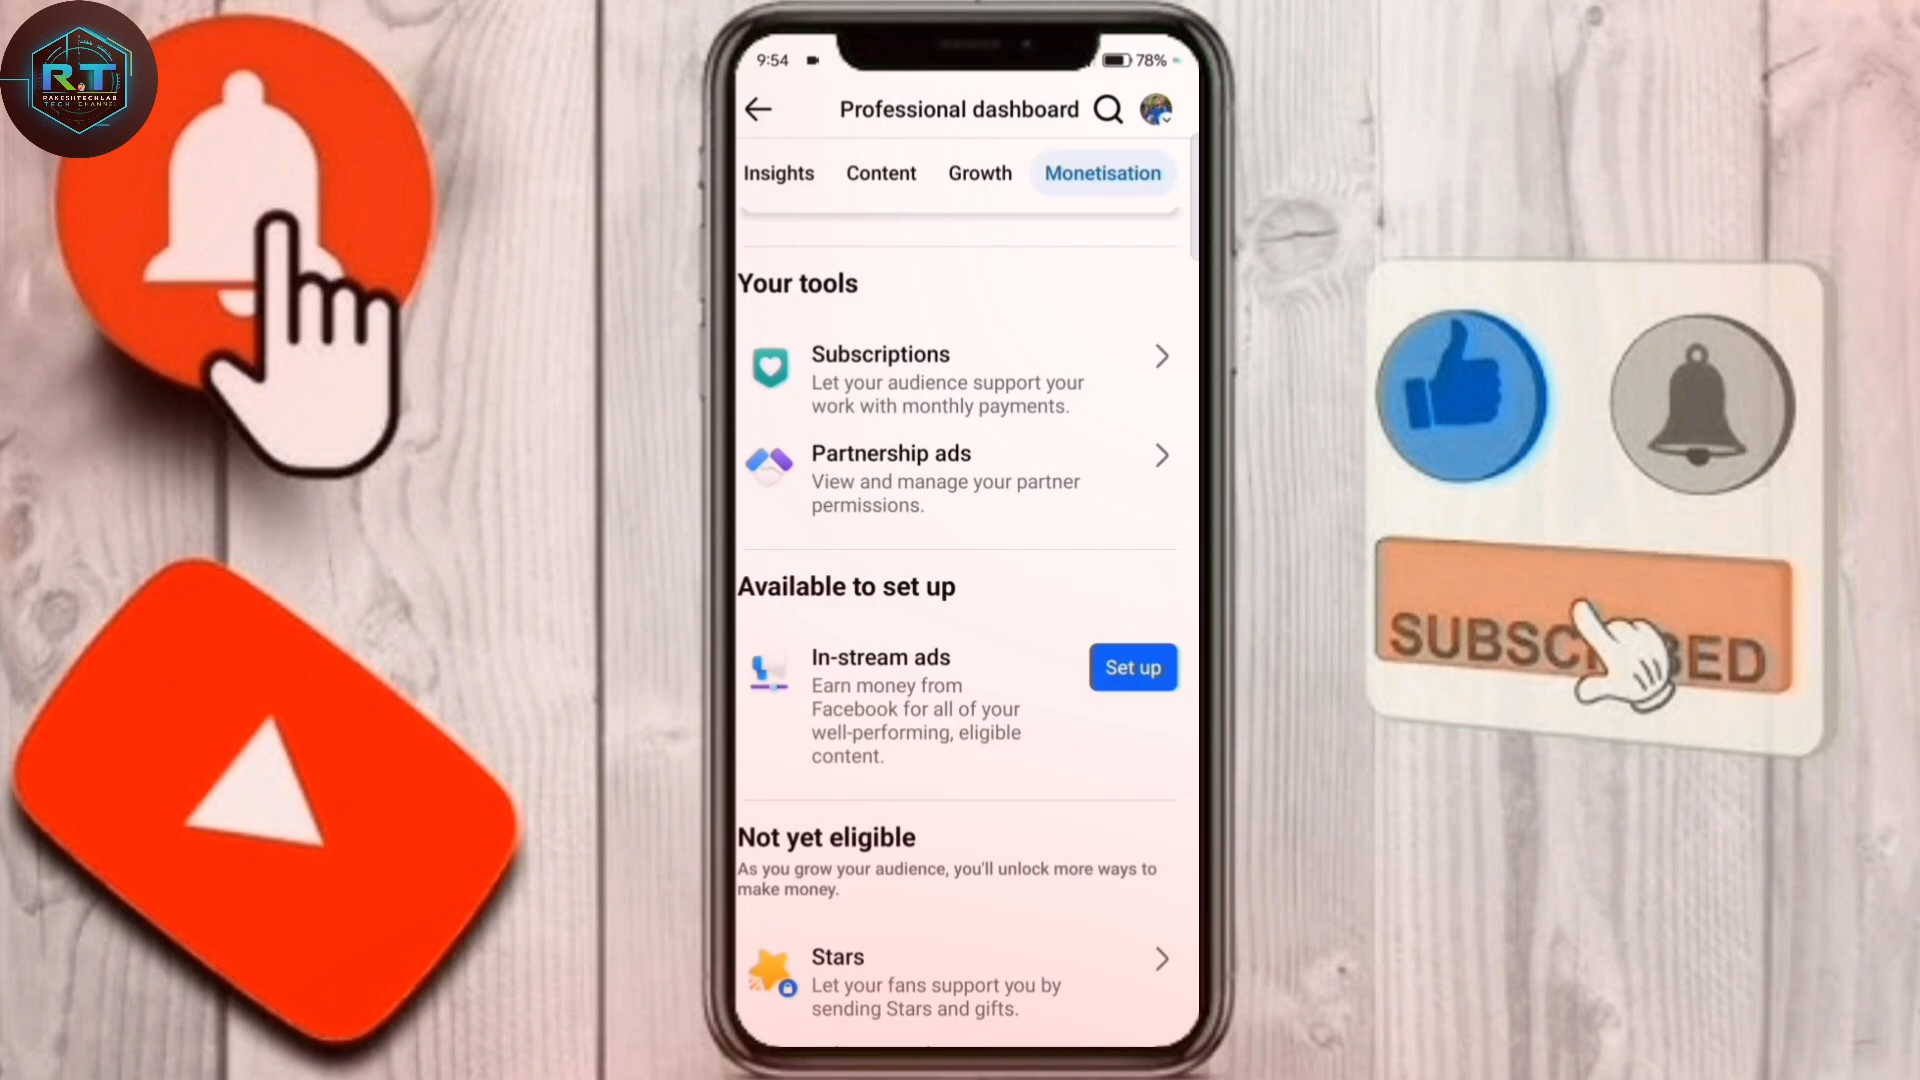 R.T
RAKESHTECHLAB
TECH CHANNEL
9:54
78%
Professional dashboard
Insights
Content
Growth
Monetisation
Your tools
Subscriptions
Let your audience support your
work with monthly payments.
Partnership ads
View and manage your partner
permissions.
Available to set up
In-stream ads
Set up
Earn money from
Facebook for all of your
well-performing, eligible
content.
Not yet eligible
As you grow your audience, you'll unlock more ways to
make money.
Stars
Let your fans support you by
sending Stars and gifts.
SUBSCRIBED